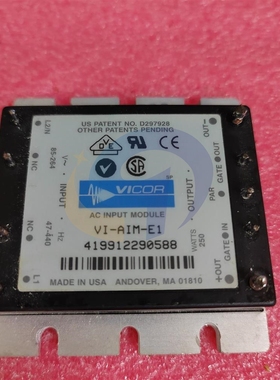 US PATENT NO. D297928
OTHER PATENTS PENDING
L2/N
NC
NC
L1
85-264
V~
INPUT
47-440
Hz
VDE
SA
VICOR
AC INPUT MODULE
VI-AIM-E1
419912290588
MADE IN USA ANDOVER, MA 01810
OUTPUT
WATTS
250
OUT-
GATE OUT
PAR
GATE IN
+OUT